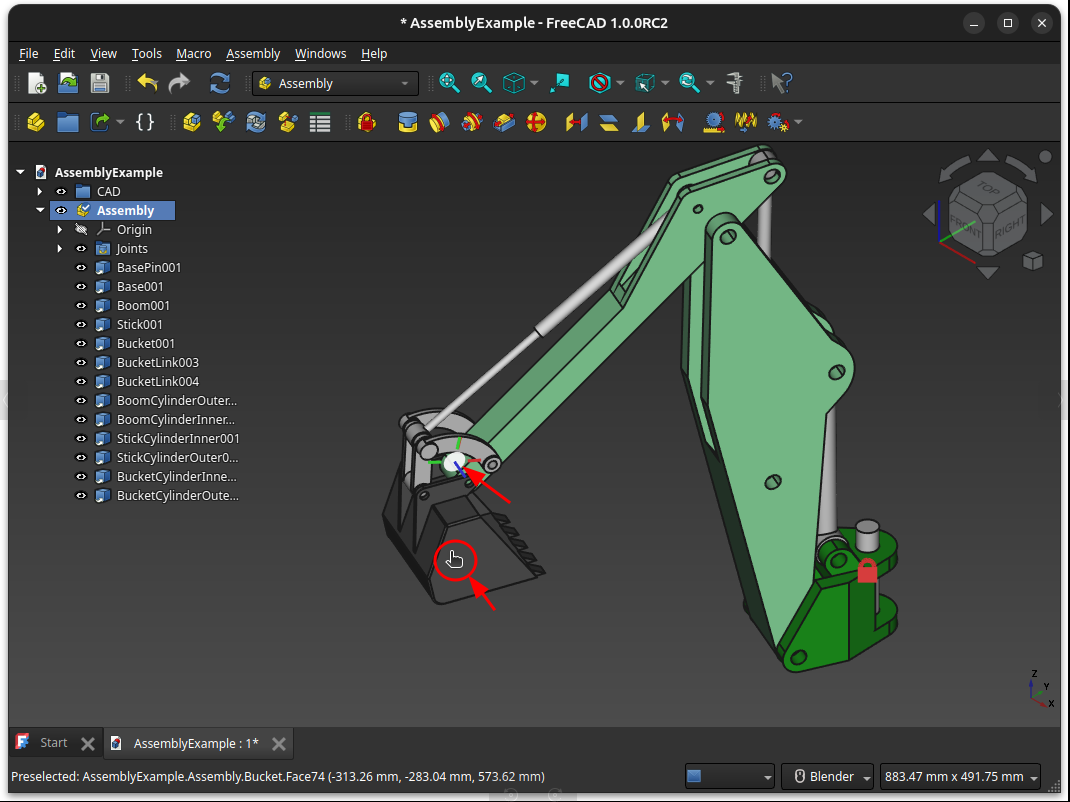 * AssemblyExample - FreeCAD 1.0.0RC2
File Edit View Tools Macro Assembly Windows Help
Assembly
AssemblyExample
CAD
Assembly
Origin
Joints
BasePin001
Base001
Boom001
Stick001
Bucket001
BucketLink003
BucketLink004
BoomCylinderOuter...
BoomCylinderInner...
StickCylinderInner001
StickCylinderOuter0...
BucketCylinderInne...
BucketCylinderOute...
TOP
FRONT RIGHT
Z
Y
X
Start AssemblyExample : 1*
Preselected: AssemblyExample.Assembly.Bucket.Face74 (-313.26 mm, -283.04 mm, 573.62 mm) Blender 883.47 mm x 491.75 mm